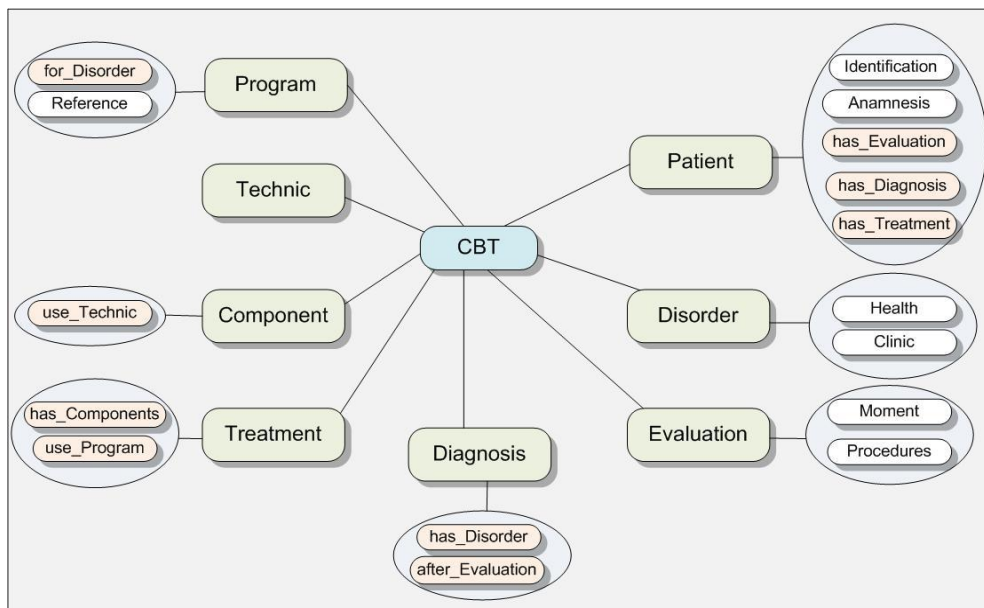 for_Disorder
Reference
Program
Technic
use_Technic
Component
has_Components
use_Program
Treatment
CBT
Diagnosis
has_Disorder
after_Evaluation
Patient
Identification
Anamnesis
has_Evaluation
has_Diagnosis
has_Treatment
Disorder
Health
Clinic
Evaluation
Moment
Procedures